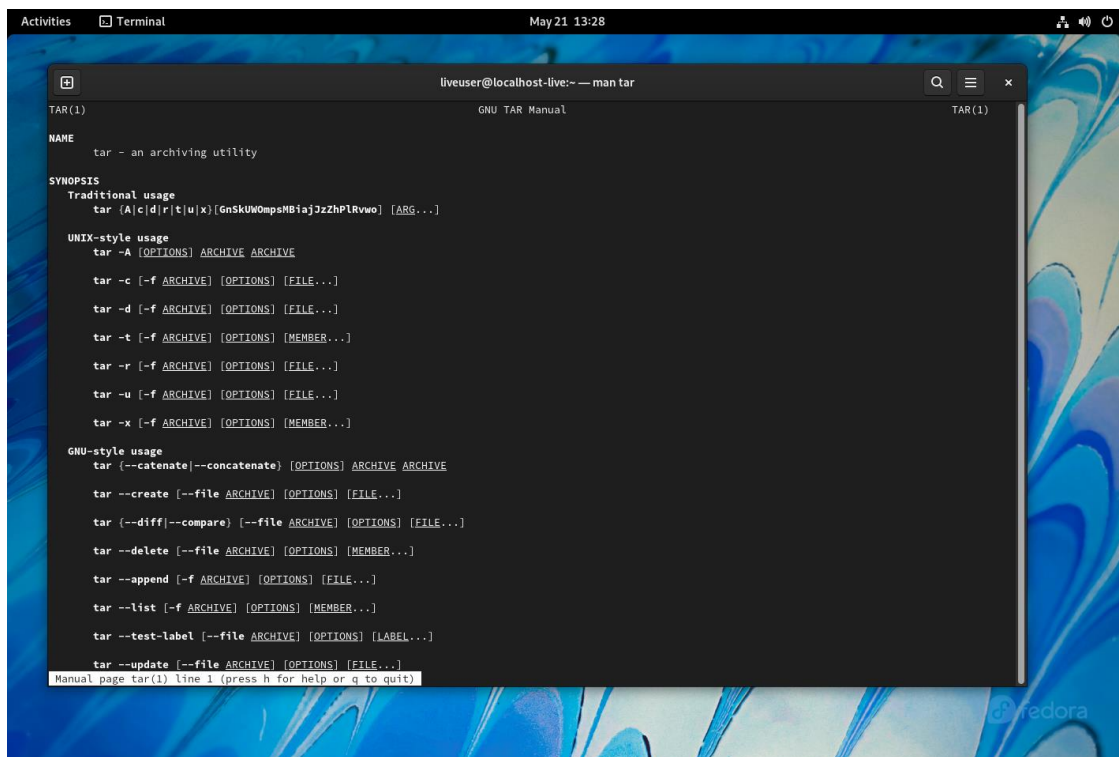 Activities Terminal May 21 13:28
liveuser@localhost-live:~ — man tar
TAR(1) GNU TAR Manual TAR(1)
NAME
tar - an archiving utility
SYNOPSIS
Traditional usage
tar {A|c|d|r|t|u|x}[GnSkUWOmpsMBiajJzZhPlRvwo] [ARG...]
UNIX-style usage
tar -A [OPTIONS] ARCHIVE ARCHIVE
tar -c [-f ARCHIVE] [OPTIONS] [FILE...]
tar -d [-f ARCHIVE] [OPTIONS] [FILE...]
tar -t [-f ARCHIVE] [OPTIONS] [MEMBER...]
tar -r [-f ARCHIVE] [OPTIONS] [FILE...]
tar -u [-f ARCHIVE] [OPTIONS] [FILE...]
tar -x [-f ARCHIVE] [OPTIONS] [MEMBER...]
GNU-style usage
tar {--catenate|--concatenate} [OPTIONS] ARCHIVE ARCHIVE
tar --create [--file ARCHIVE] [OPTIONS] [FILE...]
tar {--diff|--compare} [--file ARCHIVE] [OPTIONS] [FILE...]
tar --delete [--file ARCHIVE] [OPTIONS] [MEMBER...]
tar --append [-f ARCHIVE] [OPTIONS] [FILE...]
tar --list [-f ARCHIVE] [OPTIONS] [MEMBER...]
tar --test-label [--file ARCHIVE] [OPTIONS] [LABEL...]
tar --update [--file ARCHIVE] [OPTIONS] [FILE...]
Manual page tar(1) line 1 (press h for help or q to quit)
fedora